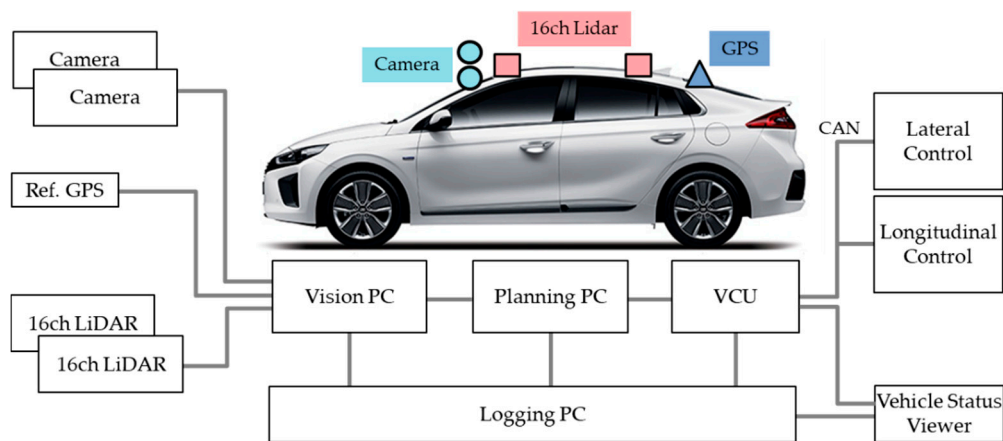 Camera
Camera
Ref. GPS
16ch LiDAR
16ch LiDAR
Camera
16ch Lidar
GPS
CAN
Lateral
Control
Longitudinal
Control
Vision PC
Planning PC
VCU
Logging PC
Vehicle Status
Viewer